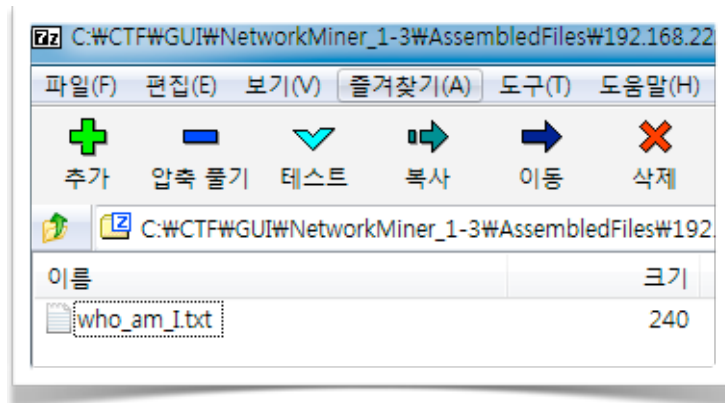 7z C:₩CTF₩GUI₩NetworkMiner_1-3₩AssembledFiles₩192.168.22
파일(F) 편집(E) 보기(V) 즐겨찾기(A) 도구(T) 도움말(H)
추가 압축 풀기 테스트 복사 이동 삭제
C:₩CTF₩GUI₩NetworkMiner_1-3₩AssembledFiles₩192.
이름 크기
who_am_I.txt 240